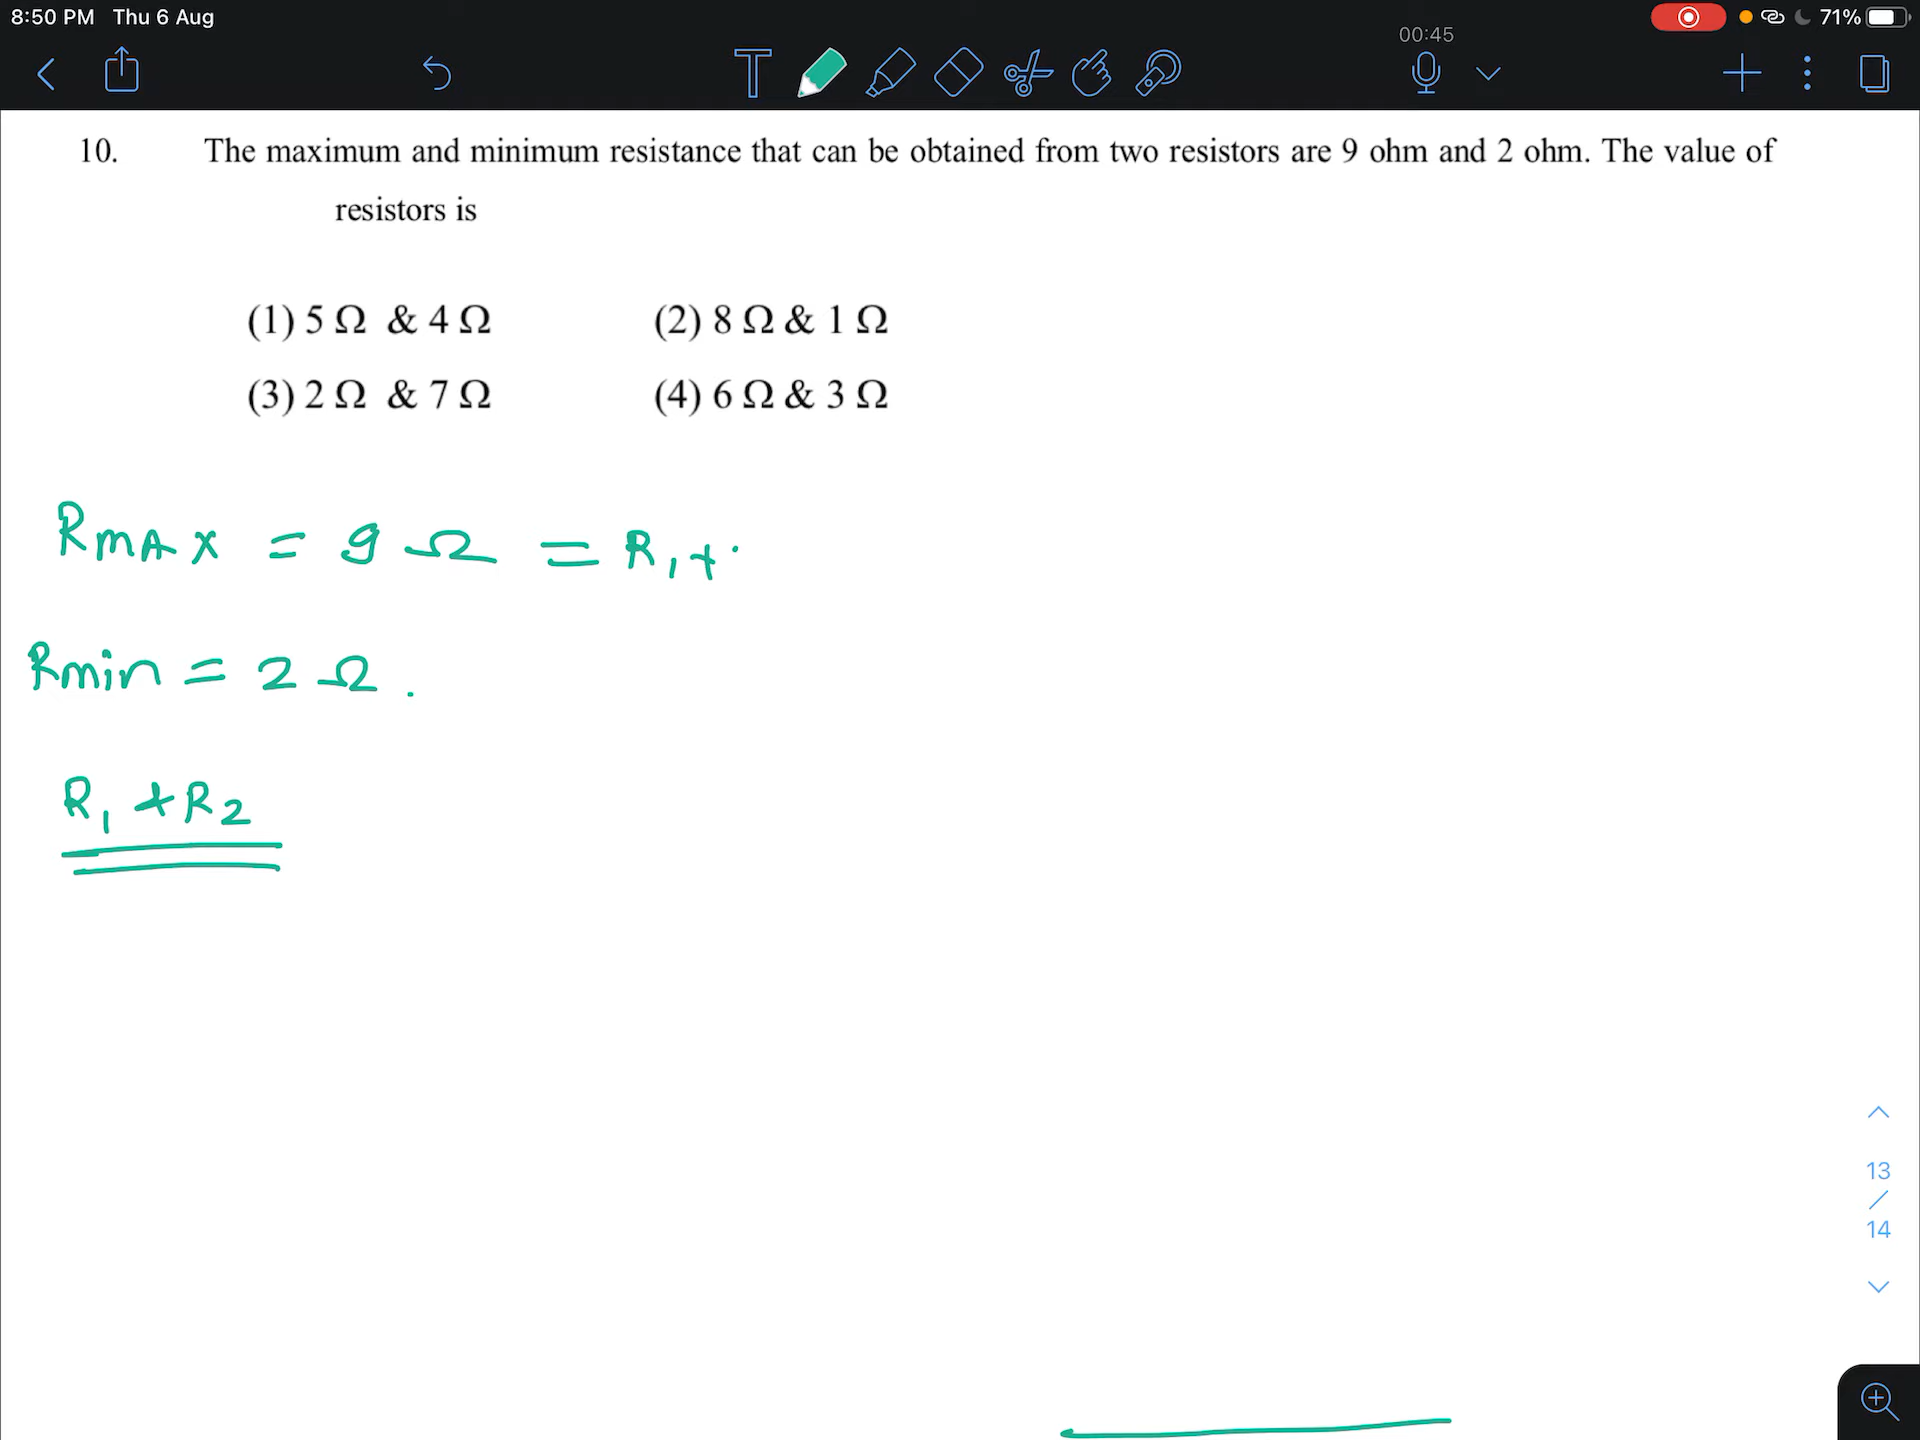 8:50 PM Thu 6 Aug
71%
00:45
T
10. The maximum and minimum resistance that can be obtained from two resistors are 9 ohm and 2 ohm. The value of
resistors is
(1) 5 Ω & 4 Ω (2) 8 Ω & 1 Ω
(3) 2 Ω & 7 Ω (4) 6 Ω & 3 Ω
RMAX = 9 Ω = R1+
Rmin = 2 Ω.
R1 + R2
13
/
14